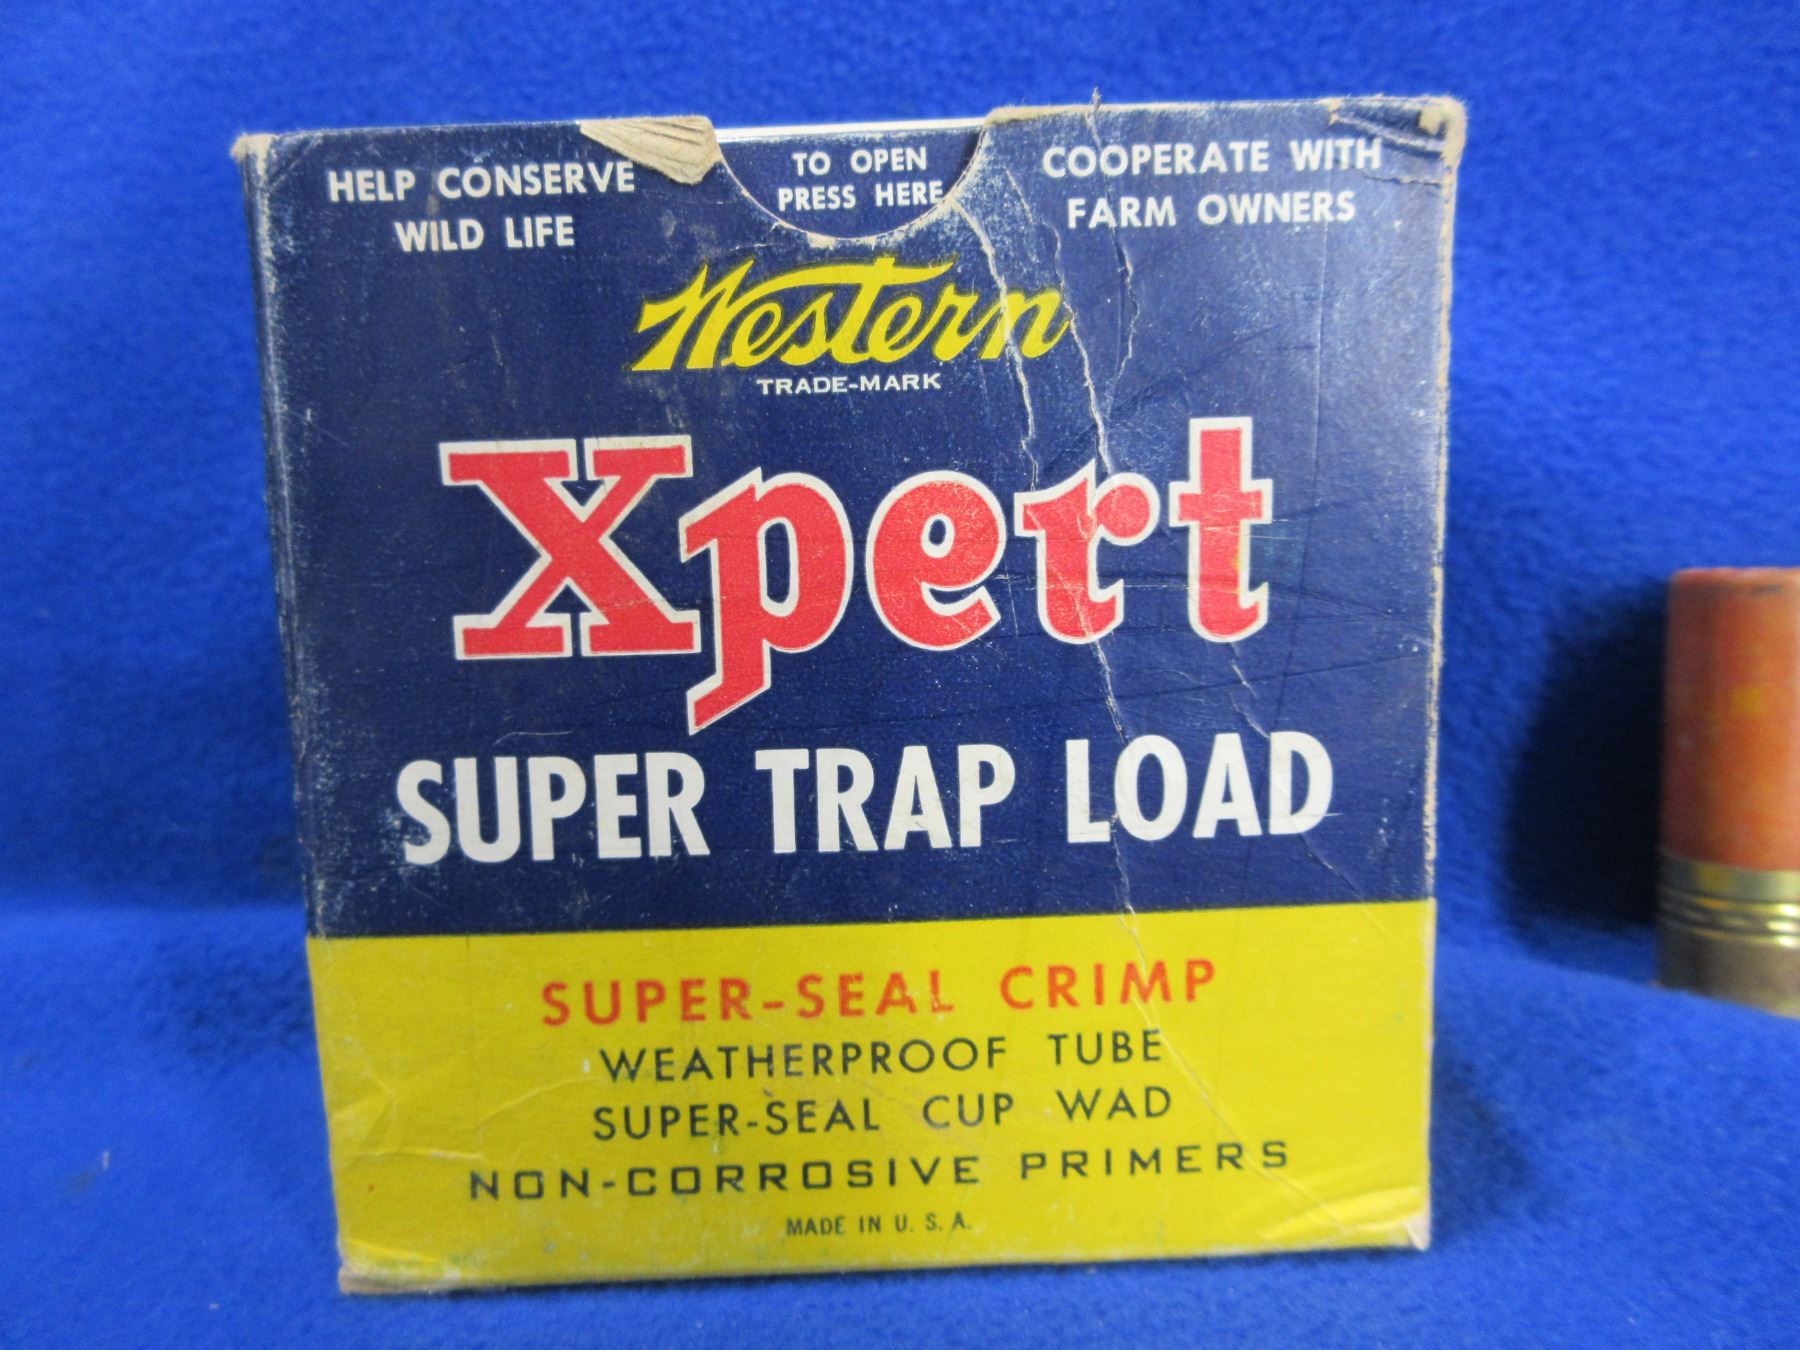 HELP CONSERVE
WILD LIFE
TO OPEN
PRESS HERE
COOPERATE WITH
FARM OWNERS
Western
TRADE-MARK
Xpert
SUPER TRAP LOAD
SUPER-SEAL CRIMP
WEATHERPROOF TUBE
SUPER-SEAL CUP WAD
NON-CORROSIVE PRIMERS
MADE IN U. S. A.